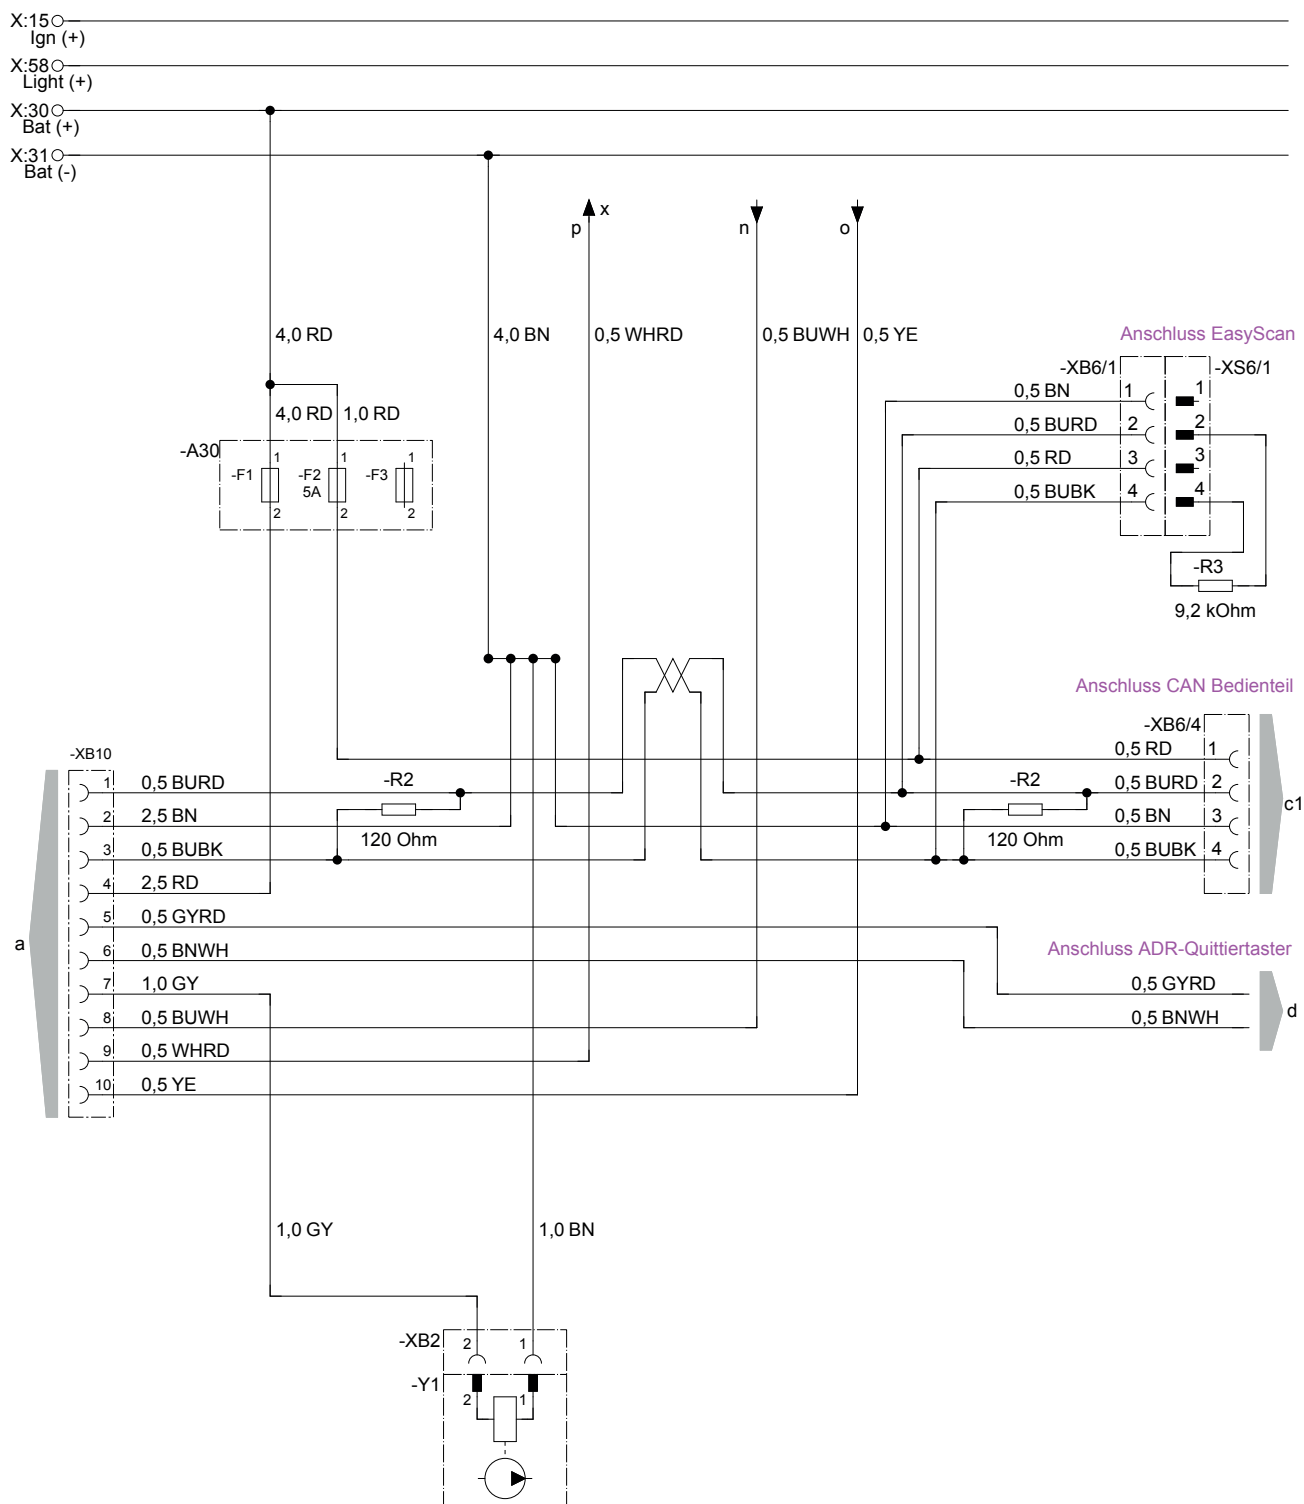 X:15
Ign (+)
X:58
Light (+)
X:30
Bat (+)
X:31
Bat (-)
x
p
n
o
4,0 RD
4,0 BN
0,5 WHRD
0,5 BUWH
0,5 YE
Anschluss EasyScan
-XB6/1
-XS6/1
0,5 BN
1
1
0,5 BURD
2
2
0,5 RD
3
3
0,5 BUBK
4
4
-R3
9,2 kOhm
4,0 RD
1,0 RD
-A30
1
1
1
-F1
-F2
5A
-F3
2
2
2
Anschluss CAN Bedienteil
-XB6/4
0,5 RD
1
0,5 BURD
2
0,5 BN
3
0,5 BUBK
4
c1
-XB10
1
0,5 BURD
2
2,5 BN
3
0,5 BUBK
4
2,5 RD
5
0,5 GYRD
6
0,5 BNWH
7
1,0 GY
8
0,5 BUWH
9
0,5 WHRD
10
0,5 YE
a
-R2
120 Ohm
-R2
120 Ohm
Anschluss ADR-Quittiertaster
0,5 GYRD
0,5 BNWH
d
1,0 GY
1,0 BN
-XB2
2
1
-Y1
2
1